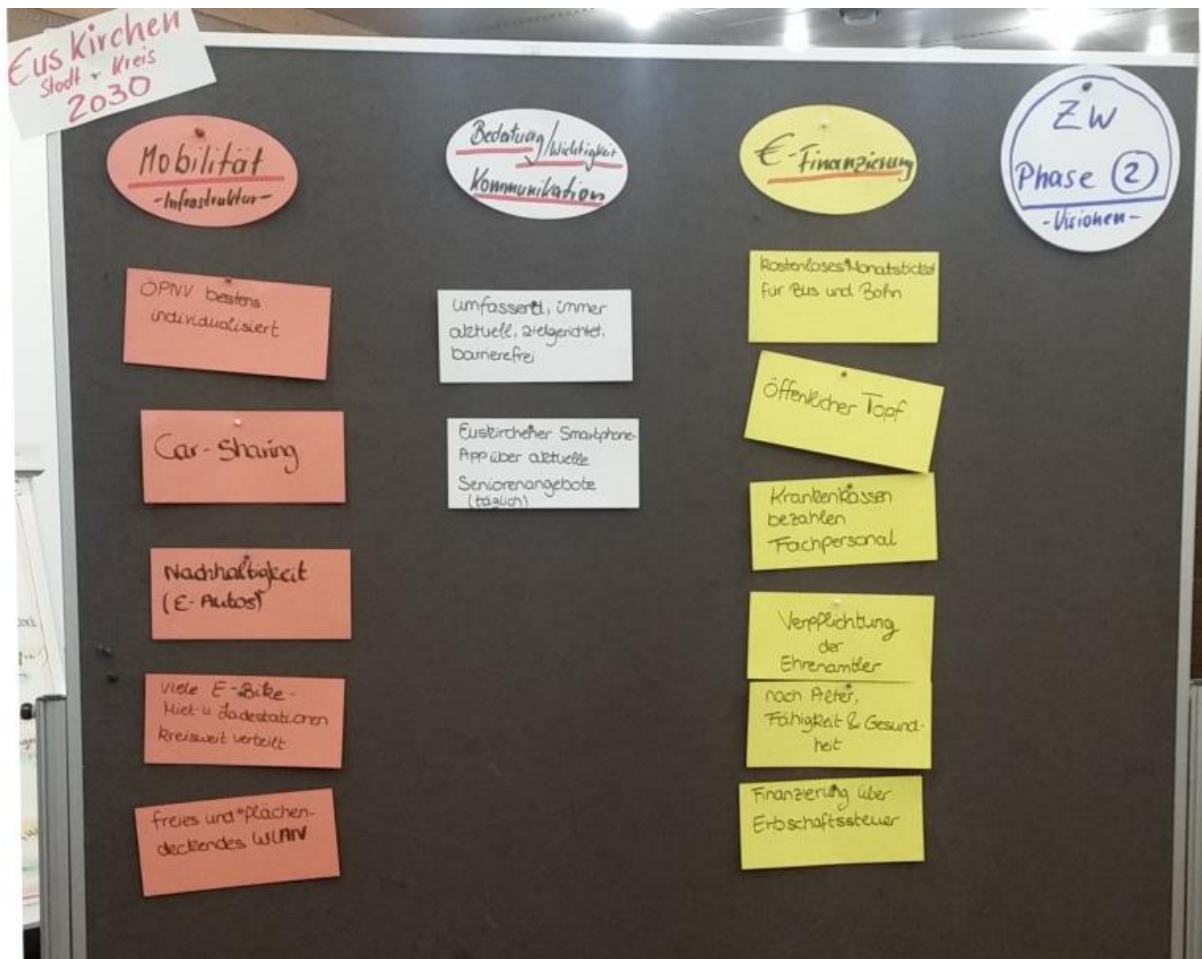 Euskirchen
Stadt + Kreis
2030
Mobilität
-Infrastruktur-
ÖPNV bestens
individualisiert
Car-Sharing
Nachhaltigkeit
(E-Autos)
viele E-Bike-
Miet- u Ladestationen
kreisweit verteilt
freies und flächen-
deckendes WLAN
Bedeutung/Wichtigkeit
Kommunikation
umfassend, immer
aktuell, zielgerichtet,
barrierefrei
Euskirchener Smartphone-
App über aktuelle
Seniorenangebote
(täglich)
€-Finanzierung
kostenloses Monatsticket
für Bus und Bahn
Öffentlicher Topf
Krankenkassen
bezahlen
Fachpersonal
Verpflichtung
der
Ehrenamtler
nach Alter,
Fähigkeit & Gesund-
heit
Finanzierung über
Erbschaftssteuer
ZW
Phase 2
-Visionen-